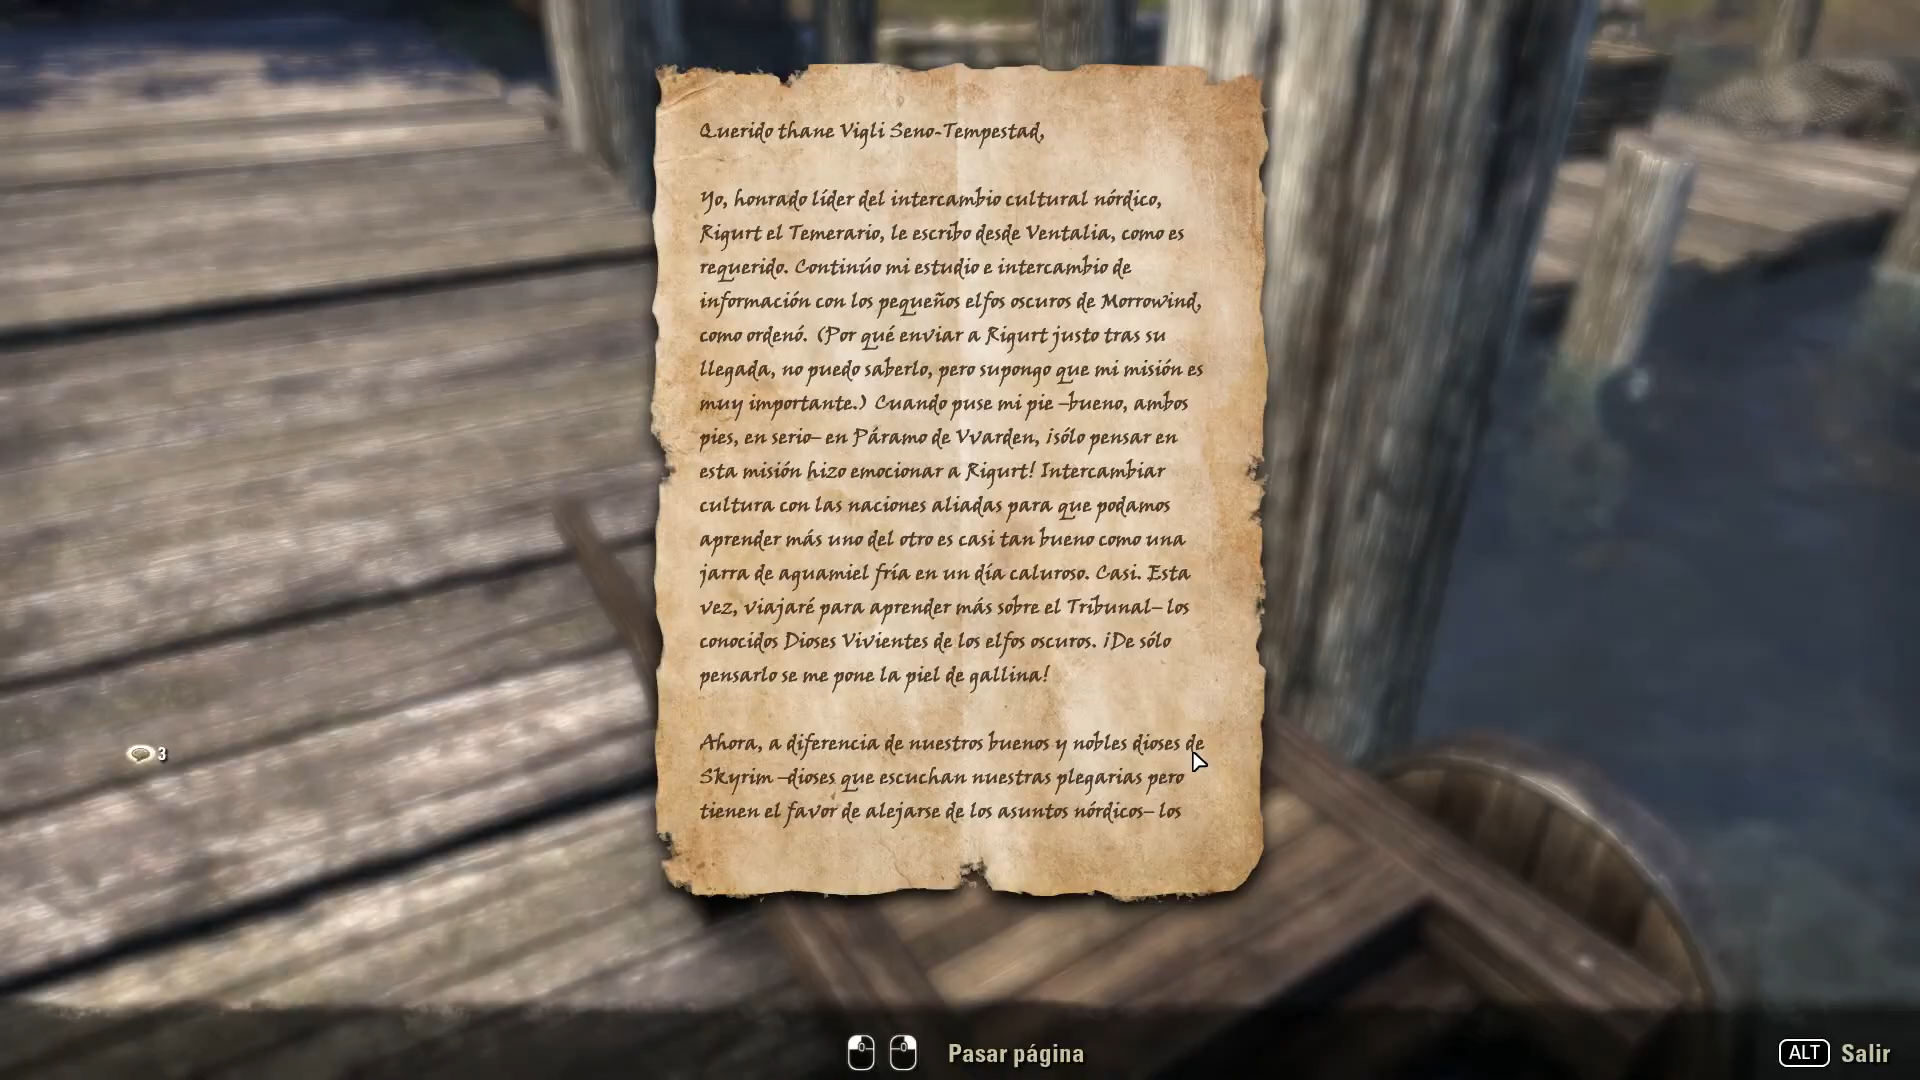 Querido thane Vigli Seno-Tempestad,
Yo, honrado líder del intercambio cultural nórdico,
Rigurt el Temerario, le escribo desde Ventalia, como es
requerido. Continúo mi estudio e intercambio de
información con los pequeños elfos oscuros de Morrowind,
como ordenó. (Por qué enviar a Rigurt justo tras su
llegada, no puedo saberlo, pero supongo que mi misión es
muy importante.) Cuando puse mi pie –bueno, ambos
pies, en serio– en Páramo de Vvarden, ¡sólo pensar en
esta misión hizo emocionar a Rigurt! Intercambiar
cultura con las naciones aliadas para que podamos
aprender más uno del otro es casi tan bueno como una
jarra de aguamiel fría en un día caluroso. Casi. Esta
vez, viajaré para aprender más sobre el Tribunal– los
conocidos Dioses Vivientes de los elfos oscuros. ¡De sólo
pensarlo se me pone la piel de gallina!
Ahora, a diferencia de nuestros buenos y nobles dioses de
Skyrim –dioses que escuchan nuestras plegarias pero
tienen el favor de alejarse de los asuntos nórdicos– los
3
Pasar página
ALT Salir